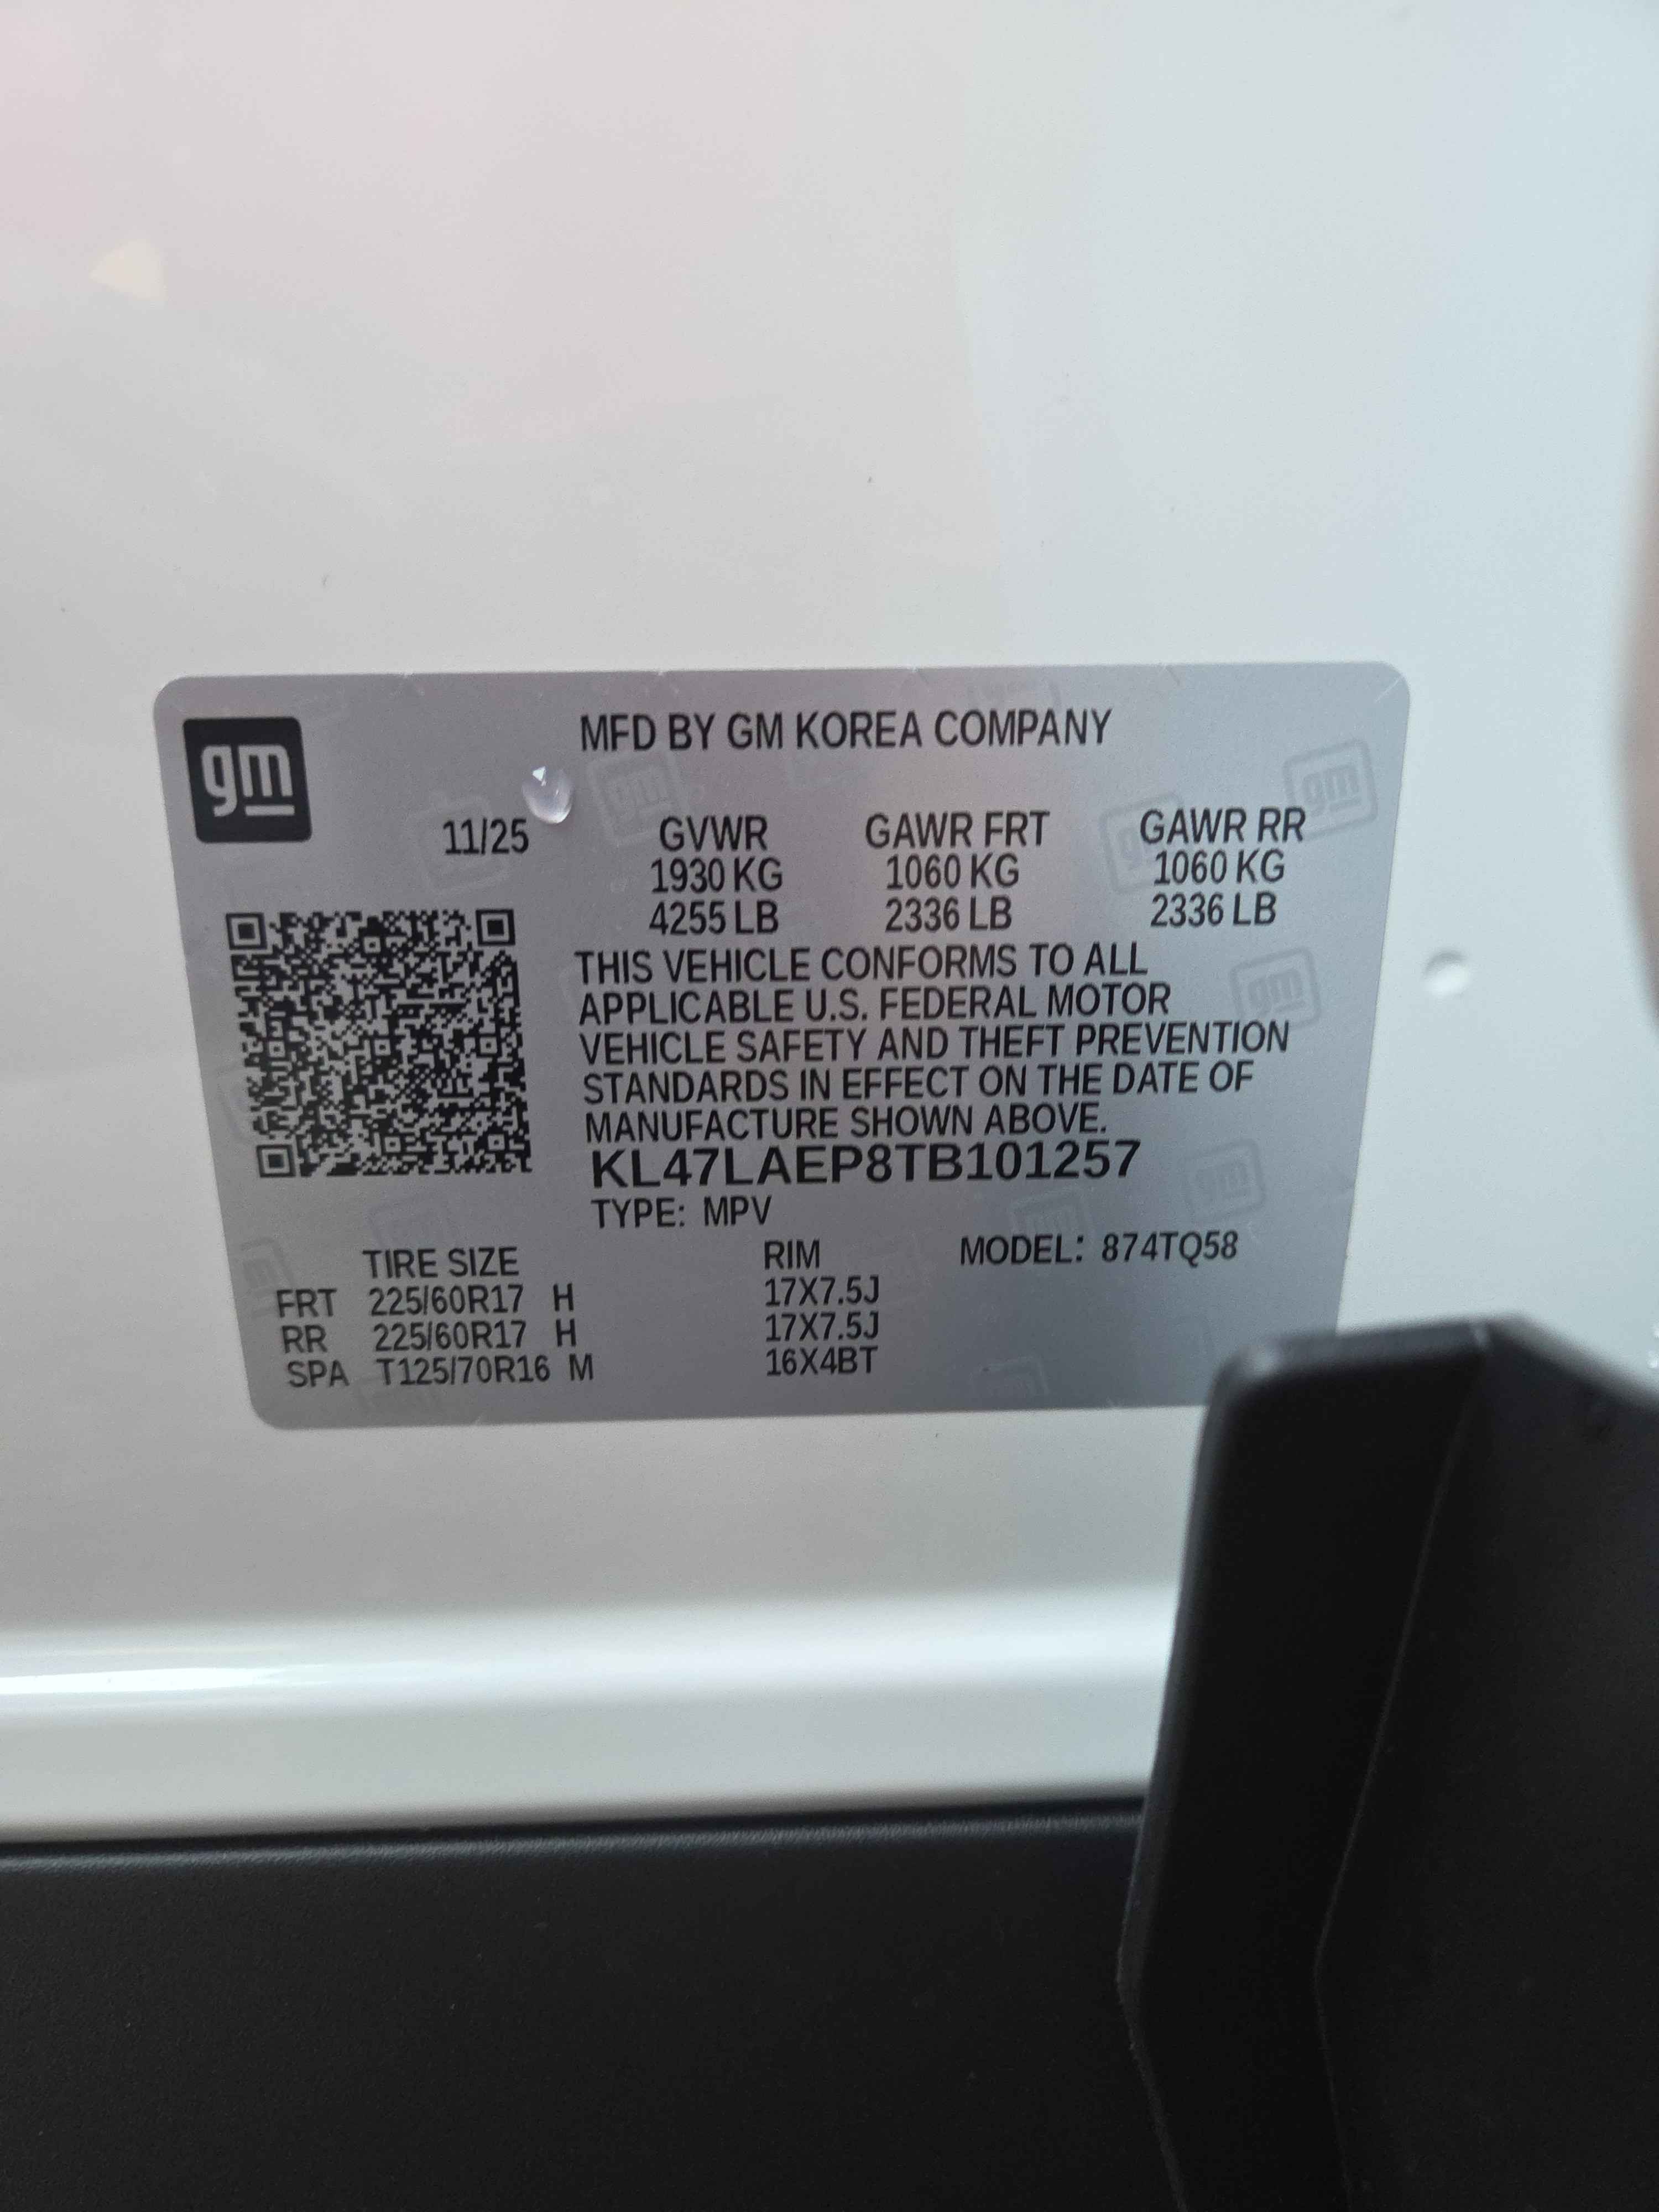 gm
MFD BY GM KOREA COMPANY
11/25 GVWR GAWR FRT GAWR RR
1930 KG 1060 KG 1060 KG
4255 LB 2336 LB 2336 LB
THIS VEHICLE CONFORMS TO ALL
APPLICABLE U.S. FEDERAL MOTOR
VEHICLE SAFETY AND THEFT PREVENTION
STANDARDS IN EFFECT ON THE DATE OF
MANUFACTURE SHOWN ABOVE.
KL47LAEP8TB101257
TYPE: MPV
TIRE SIZE RIM MODEL: 874TQ58
FRT 225/60R17 H 17X7.5J
RR 225/60R17 H 17X7.5J
SPA T125/70R16 M 16X4BT